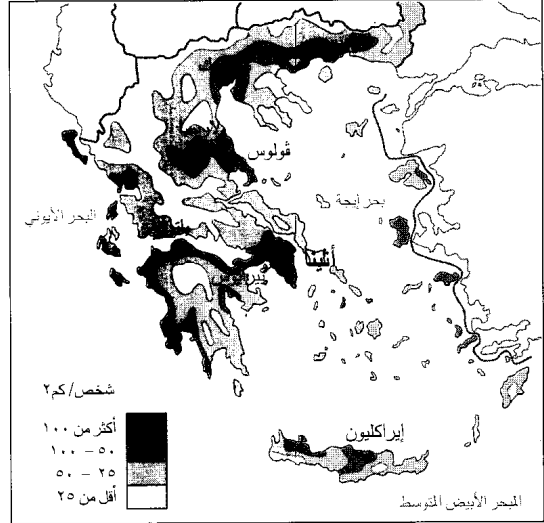 ڤولوس
بحر إيجة
البحر الأيوني
أثينا
بيرايوس
شخص/كم٢
أكثر من ١٠٠
٥٠ – ١٠٠
٢٥ – ٥٠
أقل من ٢٥
إيراكليون
البحر الأبيض المتوسط